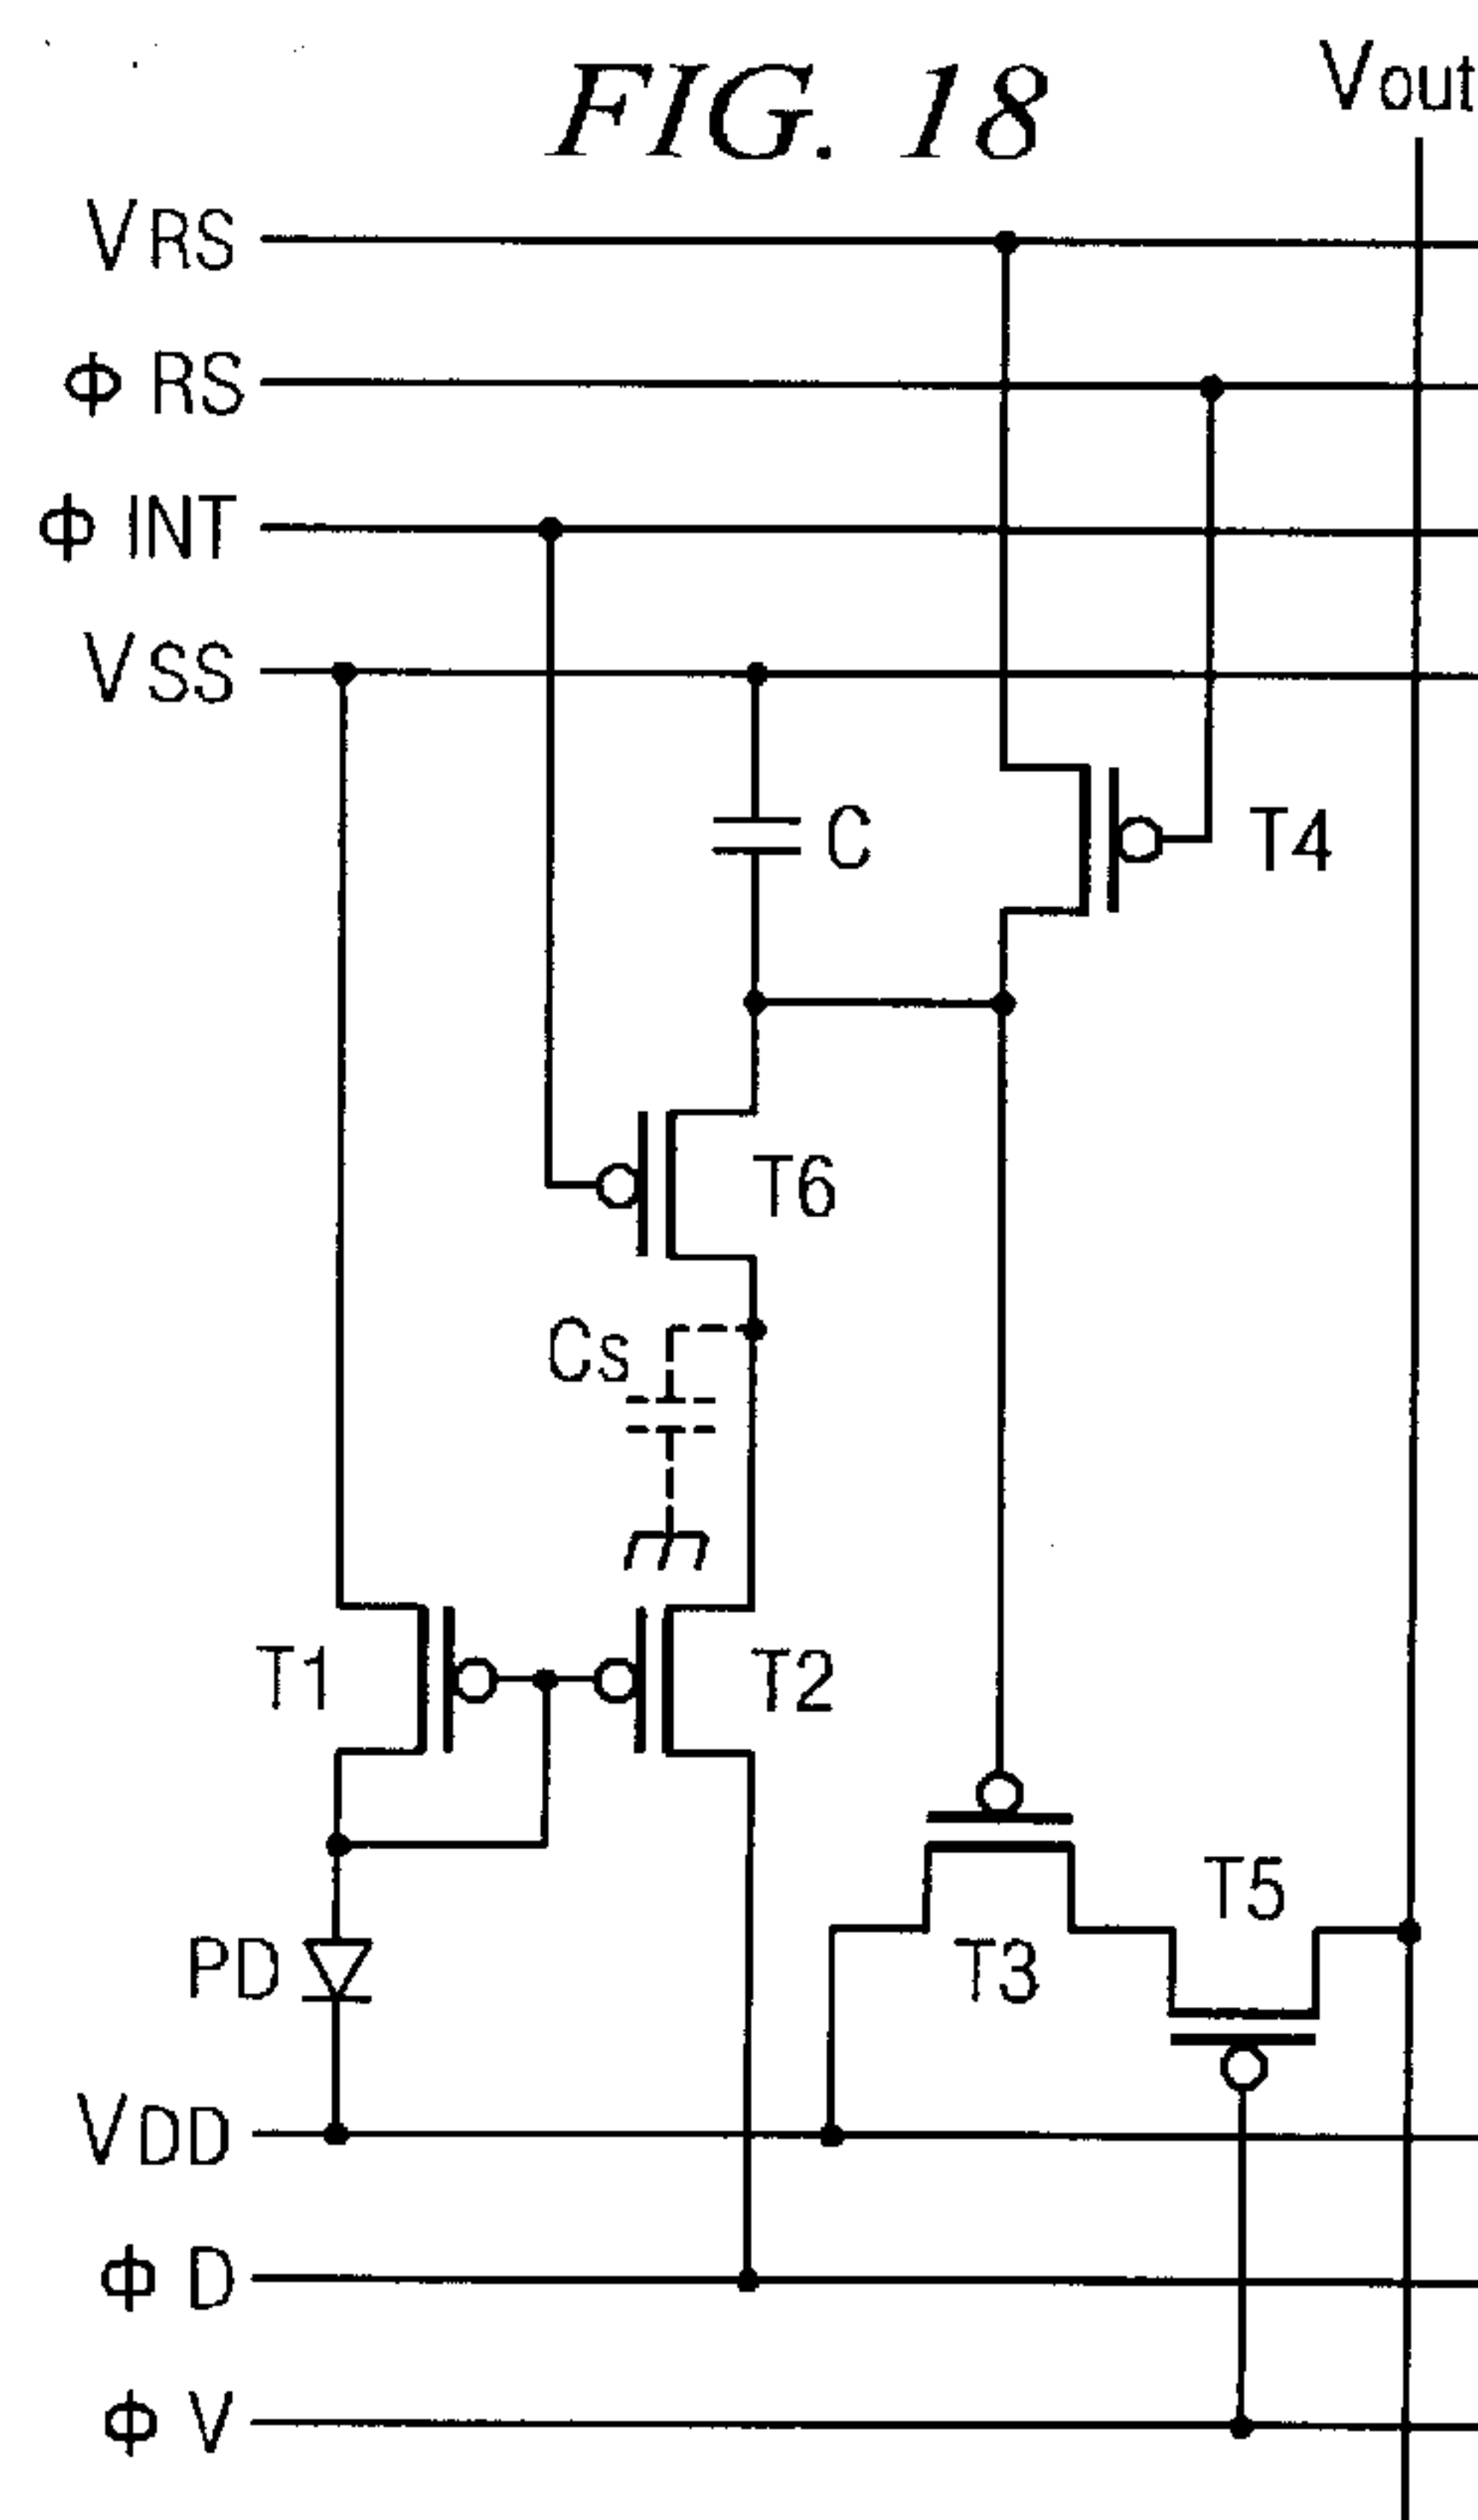 FIG. 18
Vout
VRS
Φ RS
Φ INT
VSS
C
T4
T6
Cs
T1
T2
T5
PD
T3
VDD
Φ D
Φ V